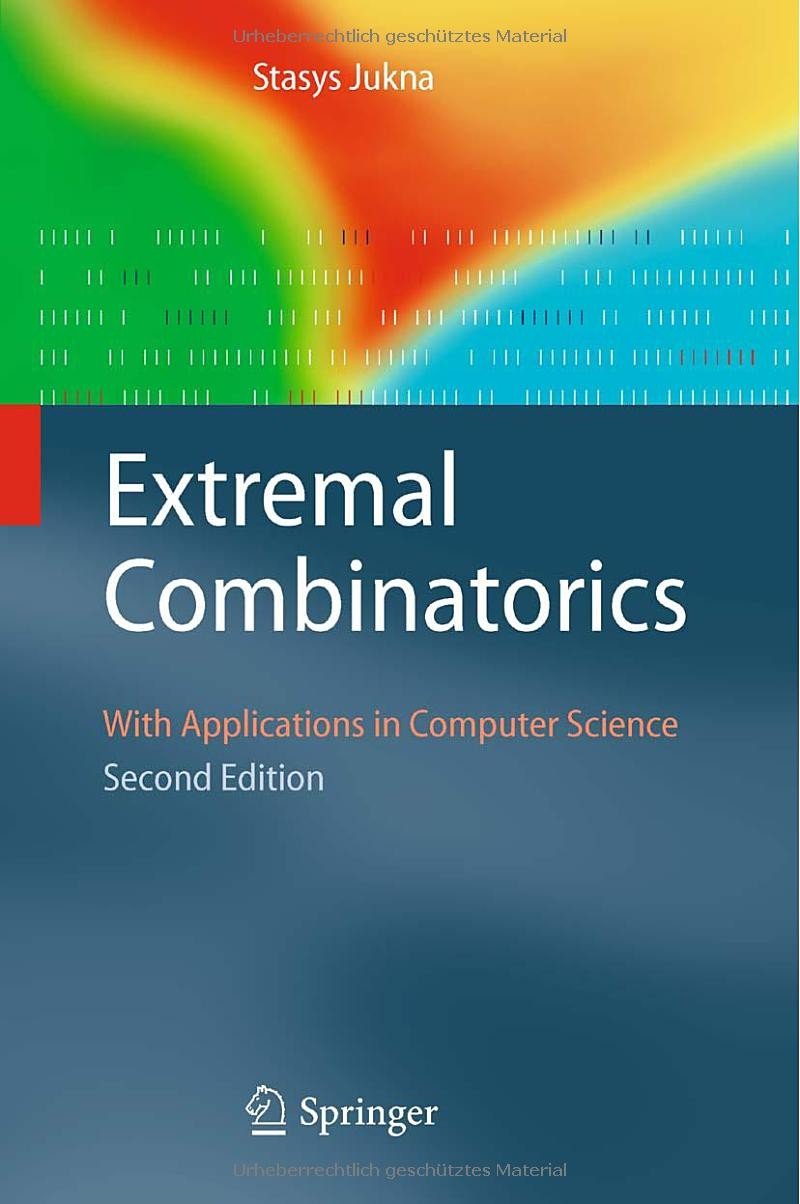 Urheberrechtlich geschütztes Material
Stasys Jukna
Extremal
Combinatorics
With Applications in Computer Science
Second Edition
Springer
Urheberrechtlich geschütztes Material